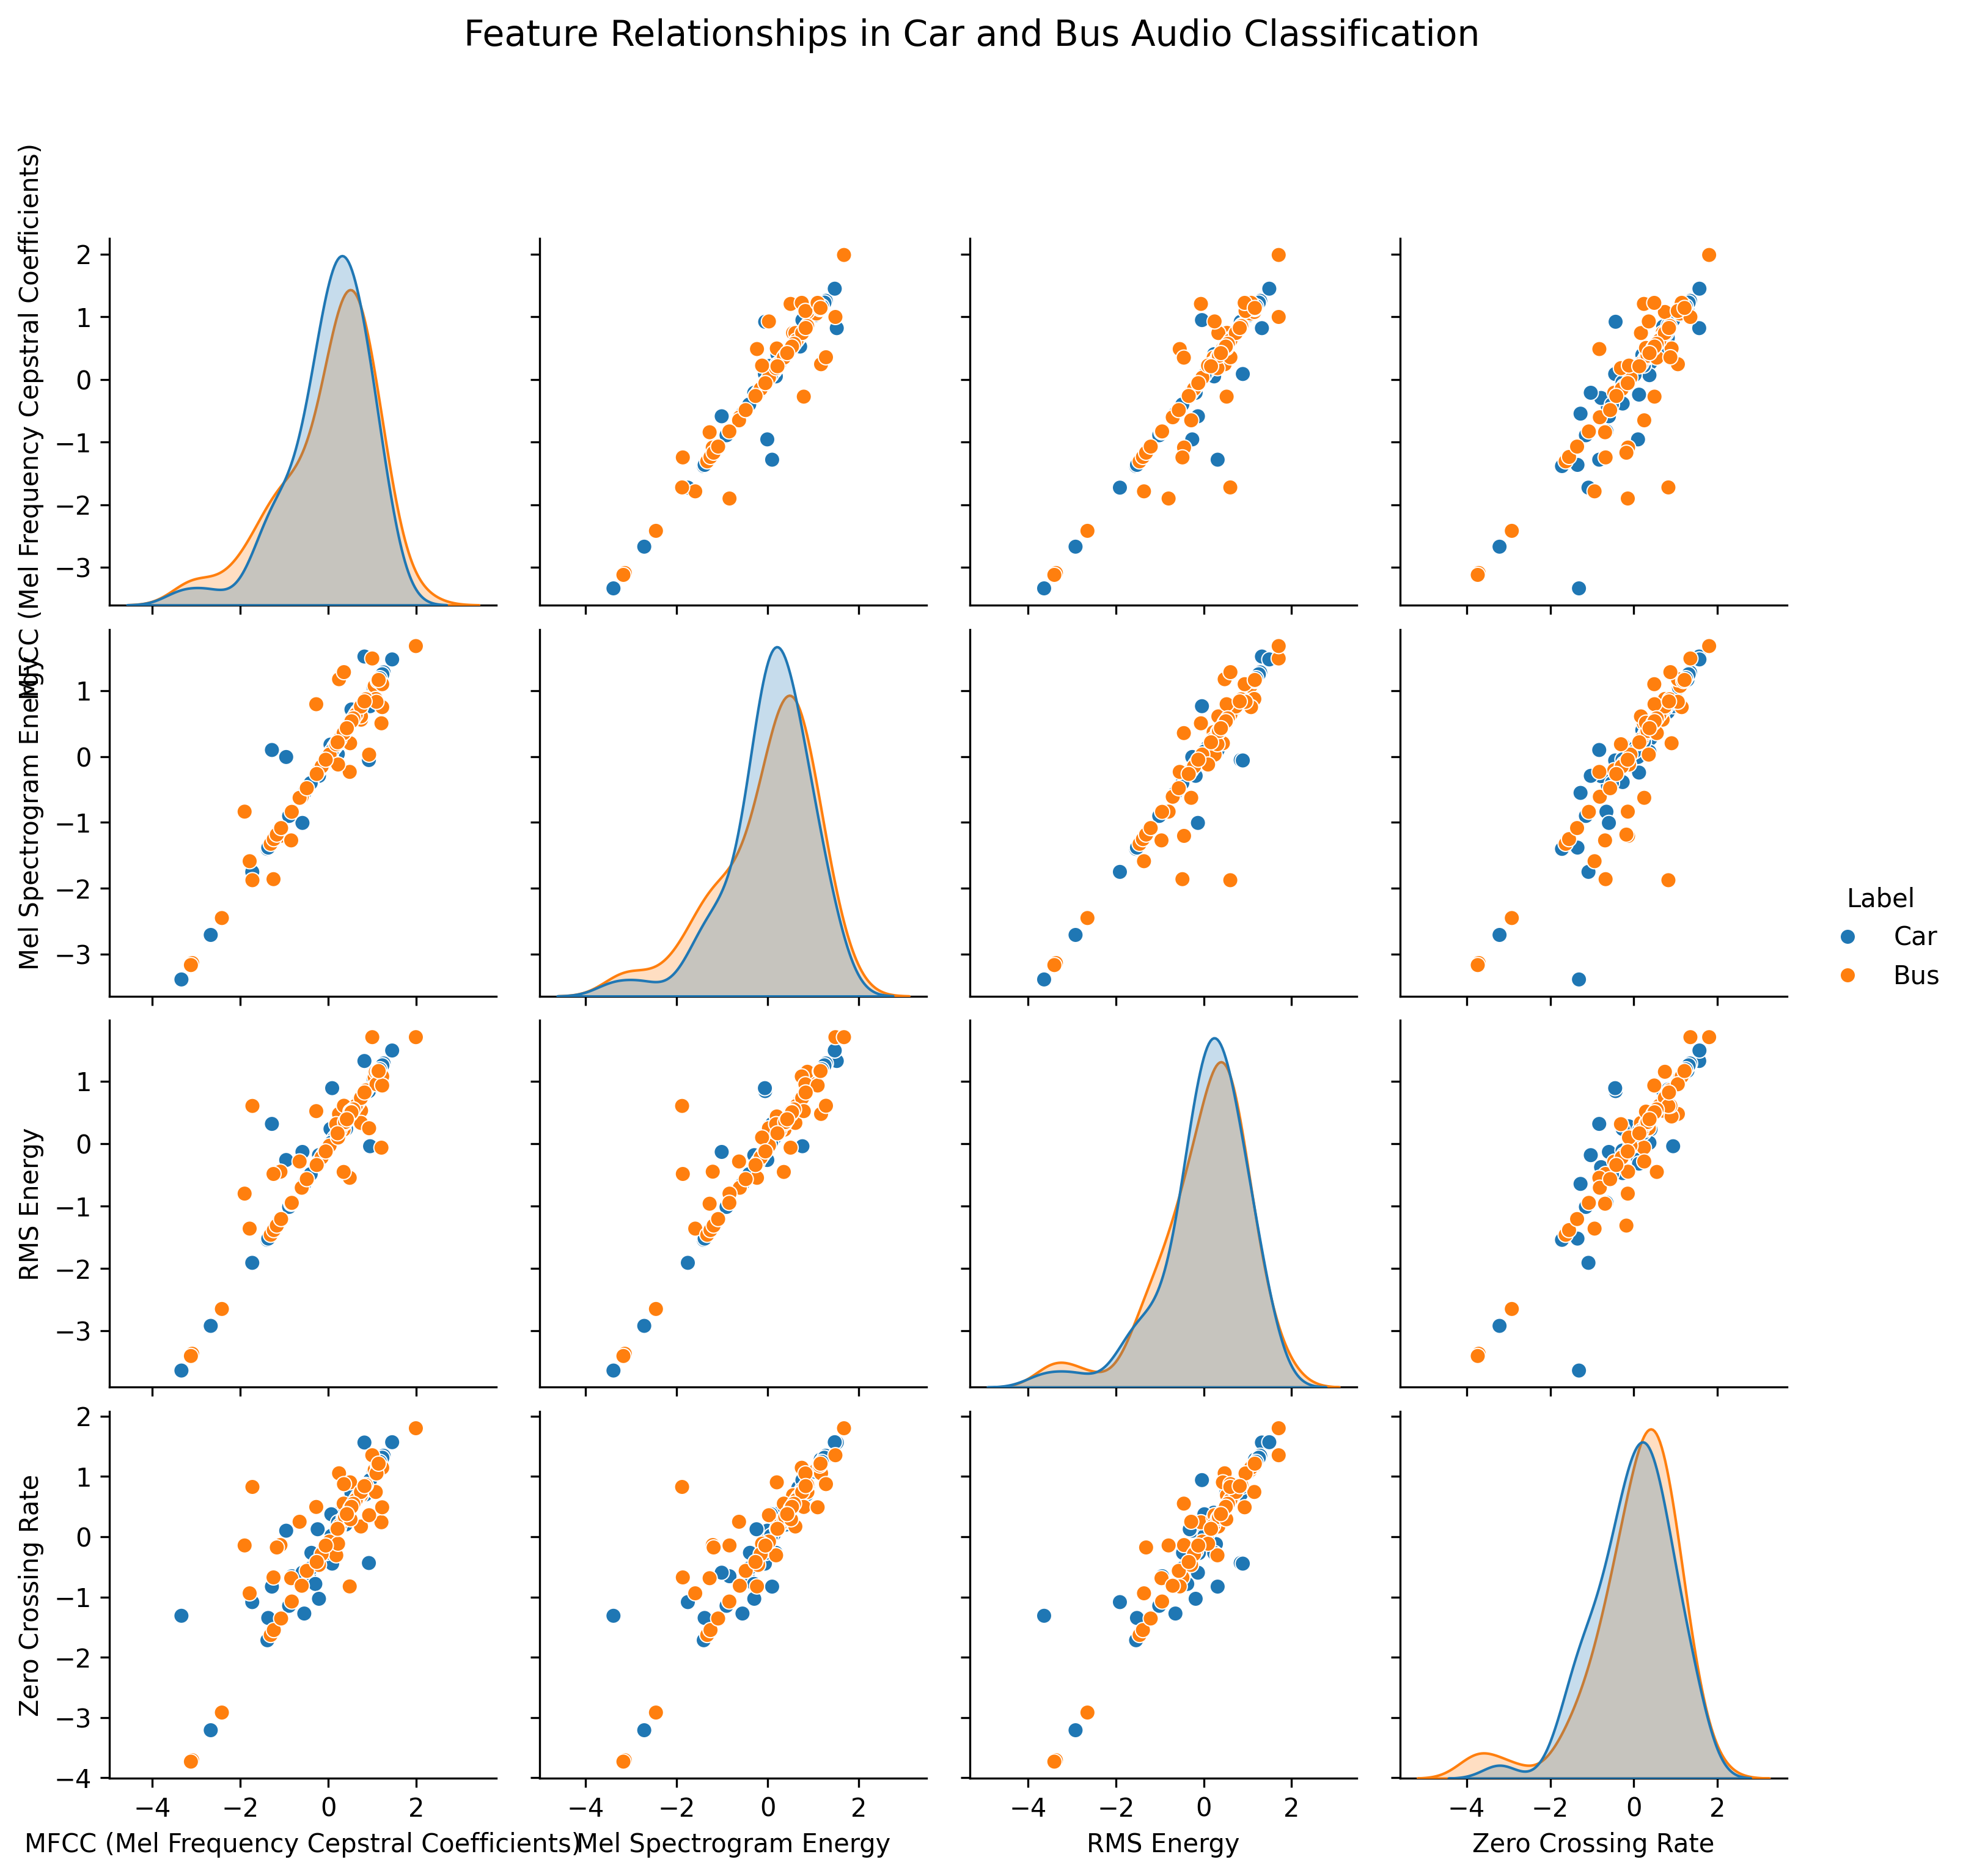 Feature Relationships in Car and Bus Audio Classification
MFCC (Mel Frequency Cepstral Coefficients)
2
1
0
−1
−2
−3
Mel Spectrogram Energy
1
0
−1
−2
−3
Label
Car
Bus
RMS Energy
1
0
−1
−2
−3
Zero Crossing Rate
2
1
0
−1
−2
−3
−4
−4 −2 0 2 −4 −2 0 2 −4 −2 0 2 −4 −2 0 2
MFCC (Mel Frequency Cepstral Coefficients) Mel Spectrogram Energy RMS Energy Zero Crossing Rate